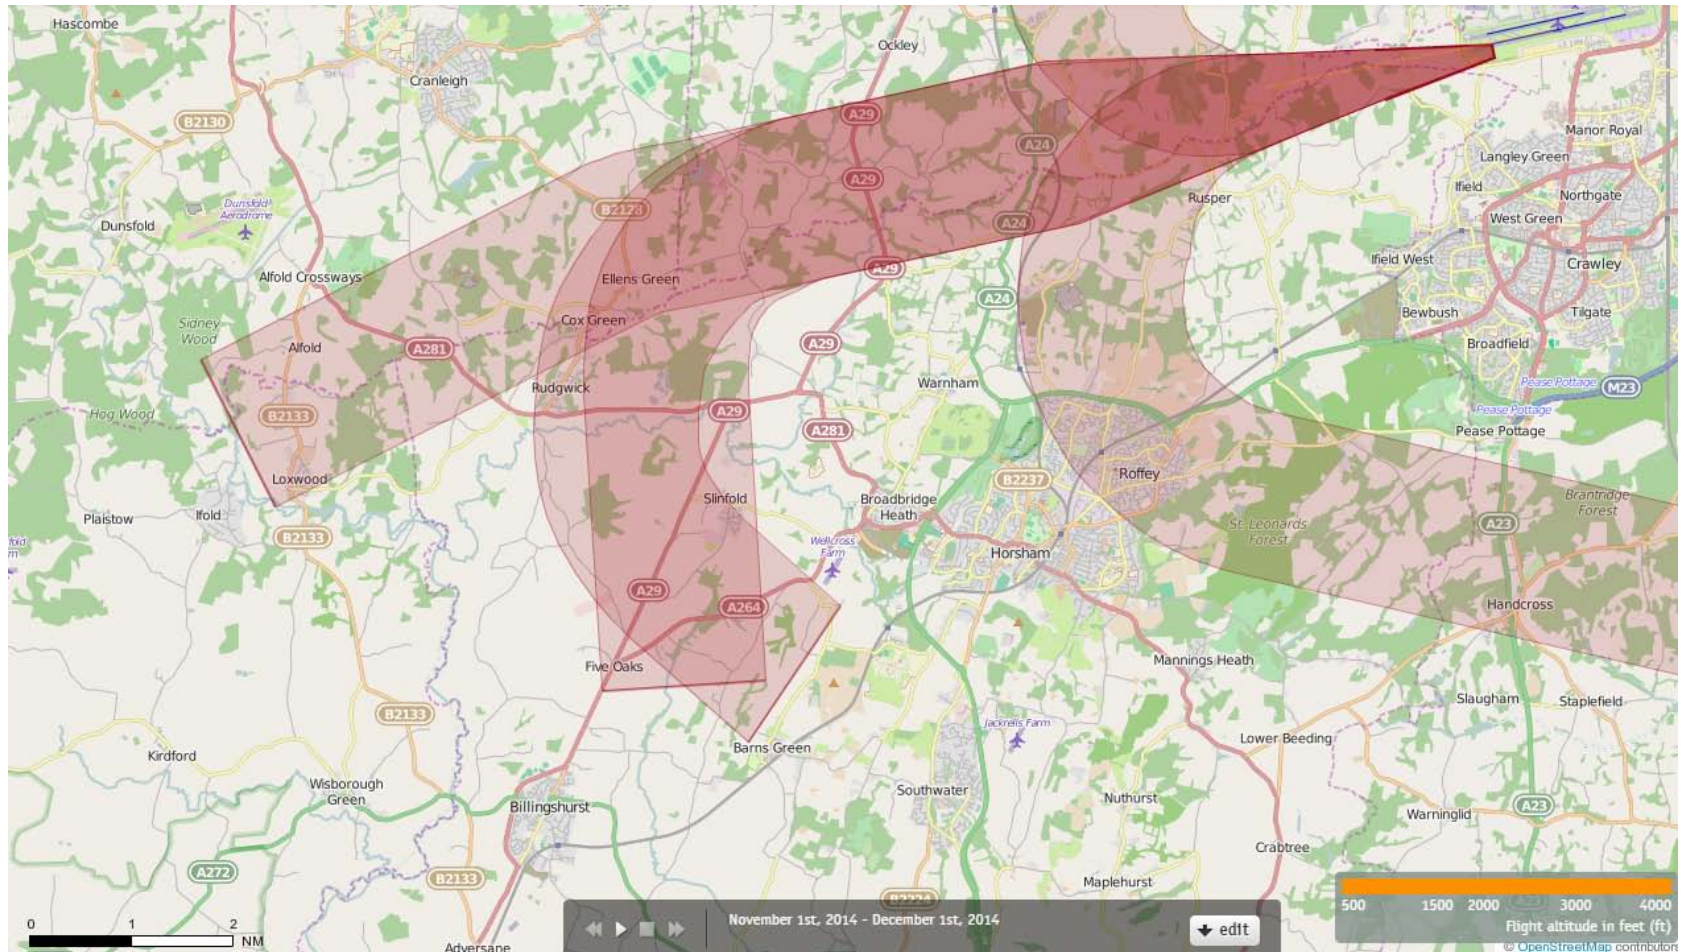 Hascombe
Ockley
Cranleigh
A29
B2130
Manor Royal
A24
Langley Green
A29
Ifield
Northgate
Dunsfold
Aerodrome
B2128
Rusper
West Green
Dunsfold
A24
Ifield West
Crawley
Alfold Crossways
Ellens Green
A29
A24
Bewbush
Tilgate
Sidney
Wood
Cox Green
Alfold
A281
A29
Broadfield
Rudgwick
Warnham
Pease Pottage
M23
Hog Wood
B2133
A29
Pease Pottage
A281
Pease Pottage
Loxwood
Slinfold
B2237
Roffey
Broadbridge
Heath
Brantridge
Forest
Plaistow
Ifold
St. Leonards
Forest
A23
B2133
Wellcross
Farm
Horsham
A29
A264
Handcross
Five Oaks
Mannings Heath
Slaugham
Staplefield
B2133
Jackrells Farm
Barns Green
Lower Beeding
Kirdford
Wisborough
Green
Billingshurst
Southwater
Nuthurst
Warninglid
A23
Crabtree
A272
B2133
Maplehurst
B2224
0 1 2
NM
Adversane
November 1st, 2014 - December 1st, 2014
edit
500 1500 2000 3000 4000
Flight altitude in feet (ft)
© OpenStreetMap contributors